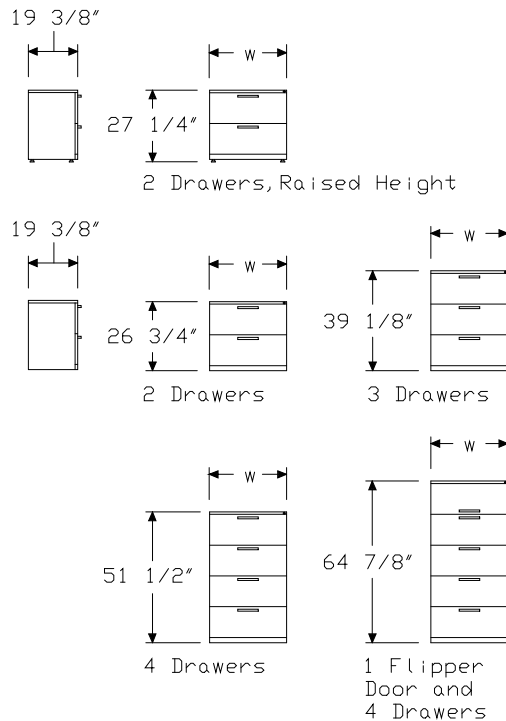 19 3/8"
W
27 1/4"
2 Drawers, Raised Height
19 3/8"
W
26 3/4"
2 Drawers
W
39 1/8"
3 Drawers
W
51 1/2"
4 Drawers
W
64 7/8"
1 Flipper
Door and
4 Drawers